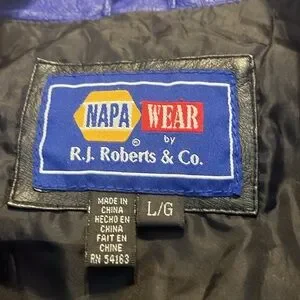 NAPA WEAR
® by
R.J. Roberts & Co.
MADE IN
CHINA
HECHO EN
CHINA
FAIT EN
CHINE
RN 54163
L/G